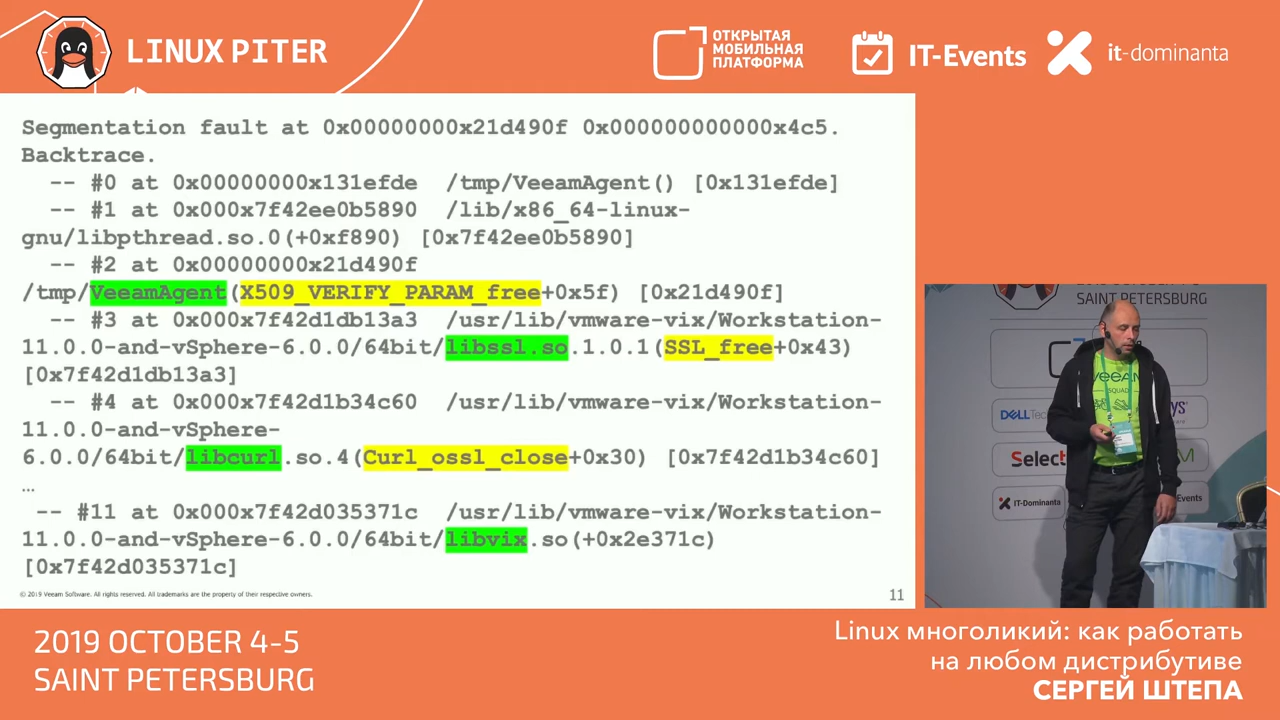 LINUX PITER
ОТКРЫТАЯ
МОБИЛЬНАЯ
ПЛАТФОРМА
IT-Events
it-dominanta
Segmentation fault at 0x00000000x21d490f 0x000000000000x4c5.
Backtrace.
-- #0 at 0x00000000x131efde /tmp/VeeamAgent() [0x131efde]
-- #1 at 0x000x7f42ee0b5890 /lib/x86_64-linux-
gnu/libpthread.so.0(+0xf890) [0x7f42ee0b5890]
-- #2 at 0x00000000x21d490f
/tmp/VeeamAgent(X509_VERIFY_PARAM_free+0x5f) [0x21d490f]
-- #3 at 0x000x7f42d1db13a3 /usr/lib/vmware-vix/Workstation-
11.0.0-and-vSphere-6.0.0/64bit/libssl.so.1.0.1(SSL_free+0x43)
[0x7f42d1db13a3]
-- #4 at 0x000x7f42d1b34c60 /usr/lib/vmware-vix/Workstation-
11.0.0-and-vSphere-
6.0.0/64bit/libcurl.so.4(Curl_ossl_close+0x30) [0x7f42d1b34c60]
…
-- #11 at 0x000x7f42d035371c /usr/lib/vmware-vix/Workstation-
11.0.0-and-vSphere-6.0.0/64bit/libvix.so(+0x2e371c)
[0x7f42d035371c]
© 2019 Veeam Software. All rights reserved. All trademarks are the property of their respective owners.
11
SAINT PETERSBURG
veeam
SQUAD
DELL
Select
IT-Dominanta
Events
2019 OCTOBER 4-5
SAINT PETERSBURG
Linux многоликий: как работать
на любом дистрибутиве
СЕРГЕЙ ШТЕПА